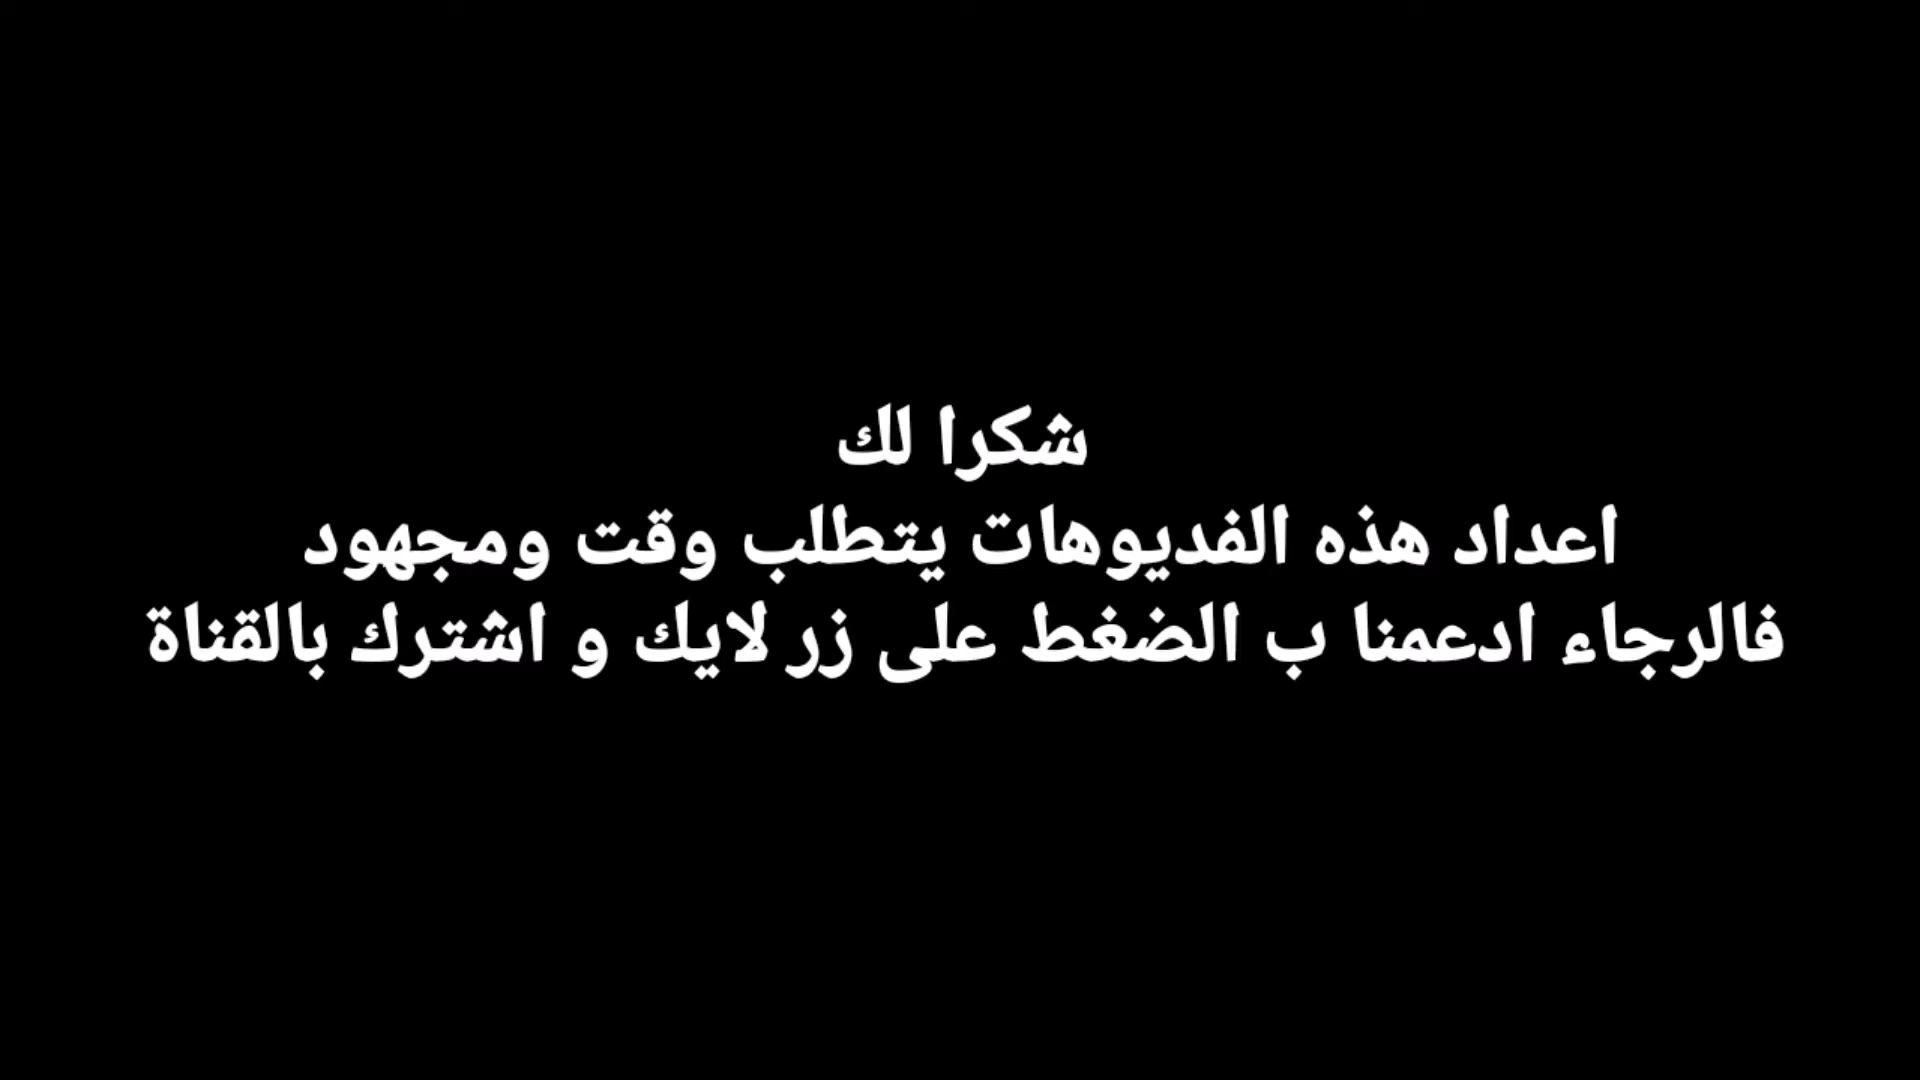 شكرا لك
اعداد هذه الفديوهات يتطلب وقت ومجهود
فالرجاء ادعمنا ب الضغط على زر لايك و اشترك بالقناة